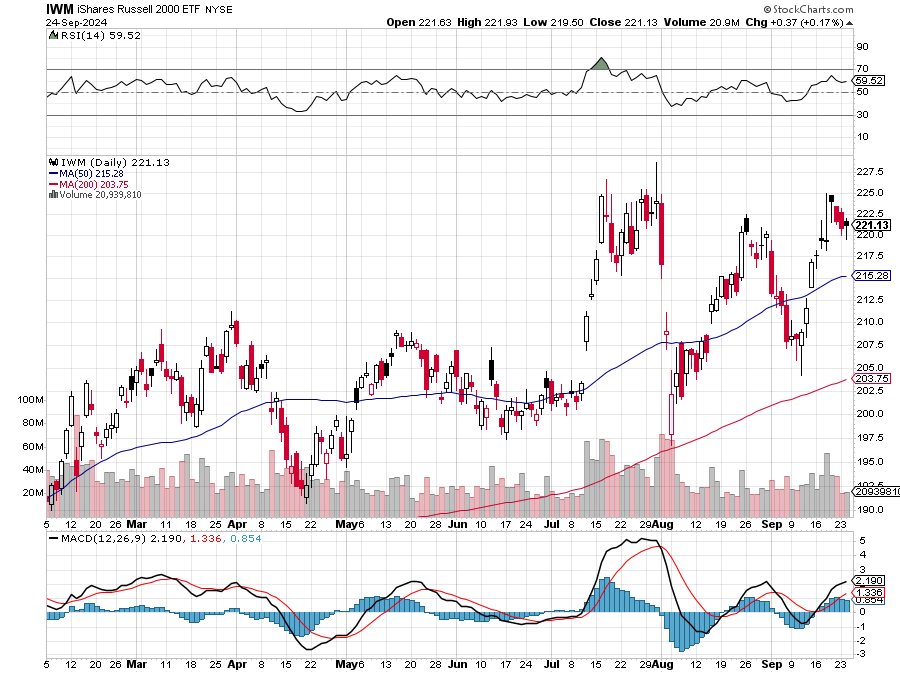 IWM iShares Russell 2000 ETF NYSE © StockCharts.com
24-Sep-2024 Open 221.63 High 221.93 Low 219.50 Close 221.13 Volume 20.9M Chg +0.37 (+0.17%)
RSI(14) 59.52
90
70
59.52
50
30
10
IWM (Daily) 221.13
MA(50) 215.28
MA(200) 203.75
Volume 20,939,810
227.5
225.0
222.5
221.13
220.0
217.5
215.28
212.5
210.0
207.5
205.0
203.75
202.5
200.0
197.5
195.0
190.0
100M
80M
60M
40M
20M
20939810
5 12 20 26 Mar 11 18 25 Apr 8 15 22 May 6 13 20 28 Jun 10 17 24 Jul 8 15 22 29 Aug 12 19 26 Sep 9 16 23
MACD(12,26,9) 2.190, 1.336, 0.854
5
4
3
2.190
1.336
0.854
0
-1
-2
-3
5 12 20 26 Mar 11 18 25 Apr 8 15 22 May 6 13 20 28 Jun 10 17 24 Jul 8 15 22 29 Aug 12 19 26 Sep 9 16 23